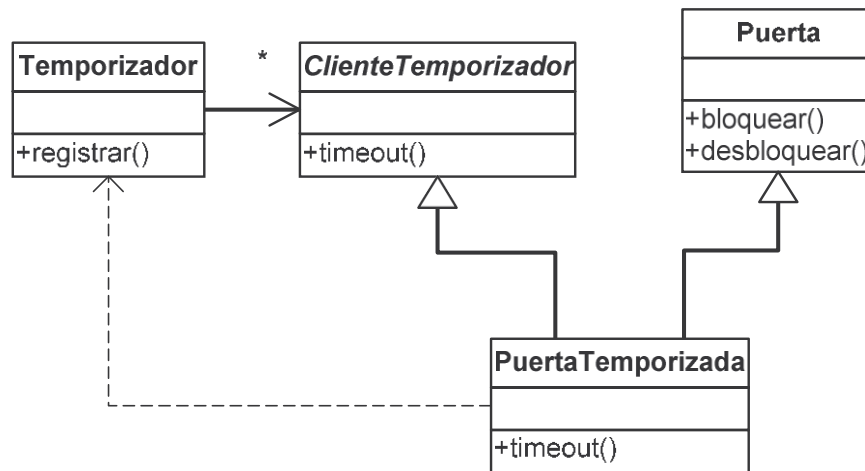 Temporizador
+registrar()
*
ClienteTemporizador
+timeout()
Puerta
+bloquear()
+desbloquear()
PuertaTemporizada
+timeout()